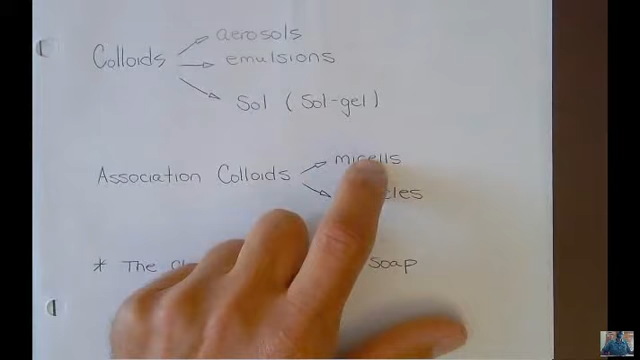 aerosols
Colloids
emulsions
Sol (Sol-gel)
micells
Association Colloids
* The soap